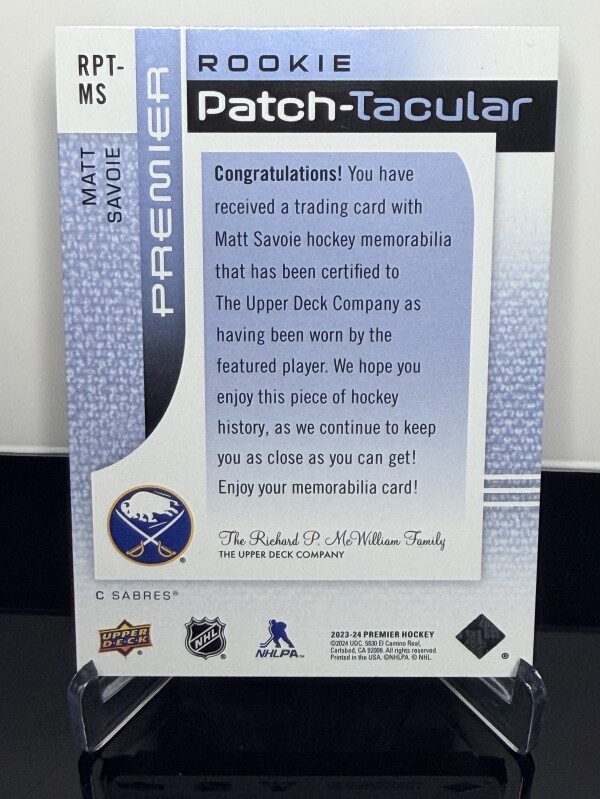 RPT-
MS
MATT
SAVOIE
PREMIER
ROOKIE
Patch-Tacular
Congratulations! You have
received a trading card with
Matt Savoie hockey memorabilia
that has been certified to
The Upper Deck Company as
having been worn by the
featured player. We hope you
enjoy this piece of hockey
history, as we continue to keep
you as close as you can get!
Enjoy your memorabilia card!
The Richard P. McWilliam Family
THE UPPER DECK COMPANY
C SABRES®
UPPER
D·E·C·K
NHL
NHLPA™
2023-24 PREMIER HOCKEY
©2024 UDC. 5830 El Camino Real,
Carlsbad, CA 92008. All rights reserved.
Printed in the USA. ©NHLPA. © NHL.